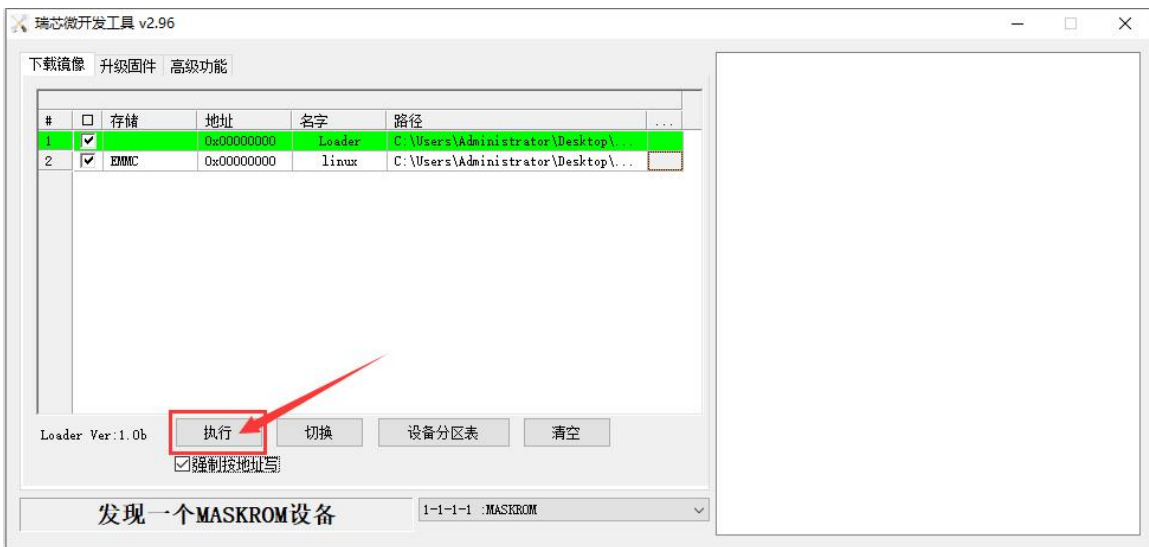 瑞芯微开发工具 v2.96
下载镜像 升级固件 高级功能
# 存储 地址 名字 路径 ...
1 0x00000000 Loader C:\Users\Administrator\Desktop\...
2 EMMC 0x00000000 linux C:\Users\Administrator\Desktop\...
Loader Ver:1.0b 执行 切换 设备分区表 清空
强制按地址写
发现一个MASKROM设备 1-1-1-1 :MASKROM